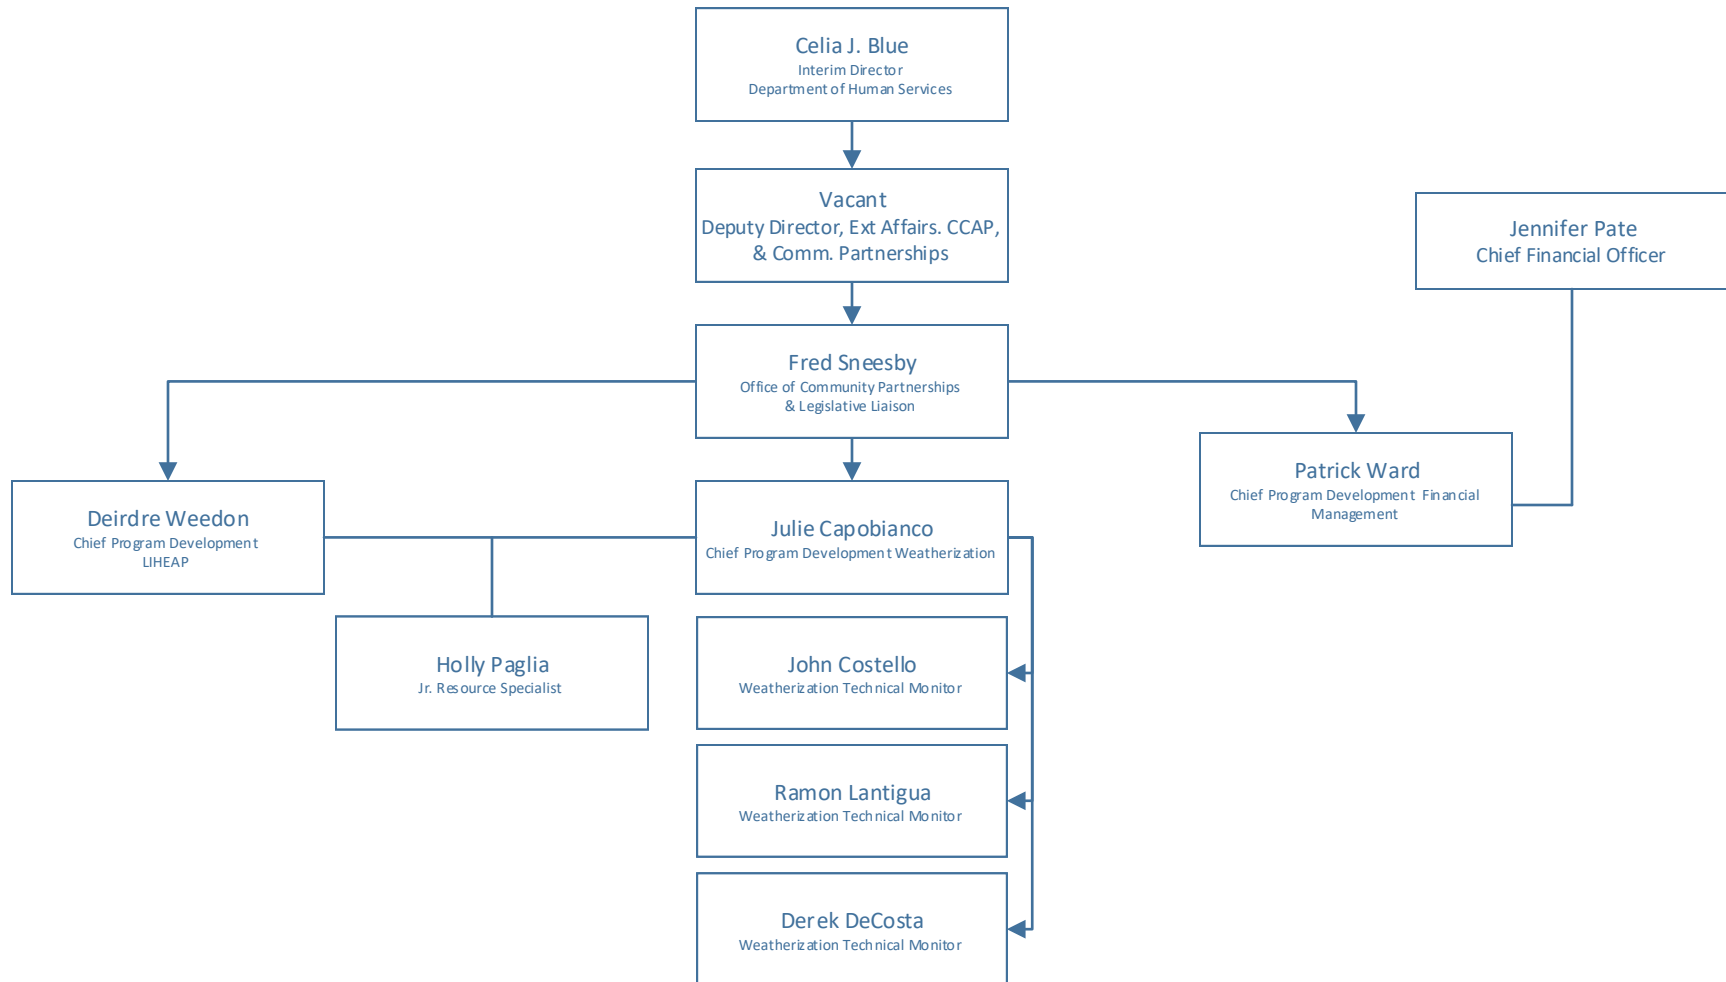 Celia J. Blue
Interim Director
Department of Human Services
Vacant
Deputy Director, Ext Affairs. CCAP,
& Comm. Partnerships
Jennifer Pate
Chief Financial Officer
Fred Sneesby
Office of Community Partnerships
& Legislative Liaison
Patrick Ward
Chief Program Development Financial
Management
Deirdre Weedon
Chief Program Development
LIHEAP
Julie Capobianco
Chief Program Development Weatherization
Holly Paglia
Jr. Resource Specialist
John Costello
Weatherization Technical Monitor
Ramon Lantigua
Weatherization Technical Monitor
Derek DeCosta
Weatherization Technical Monitor